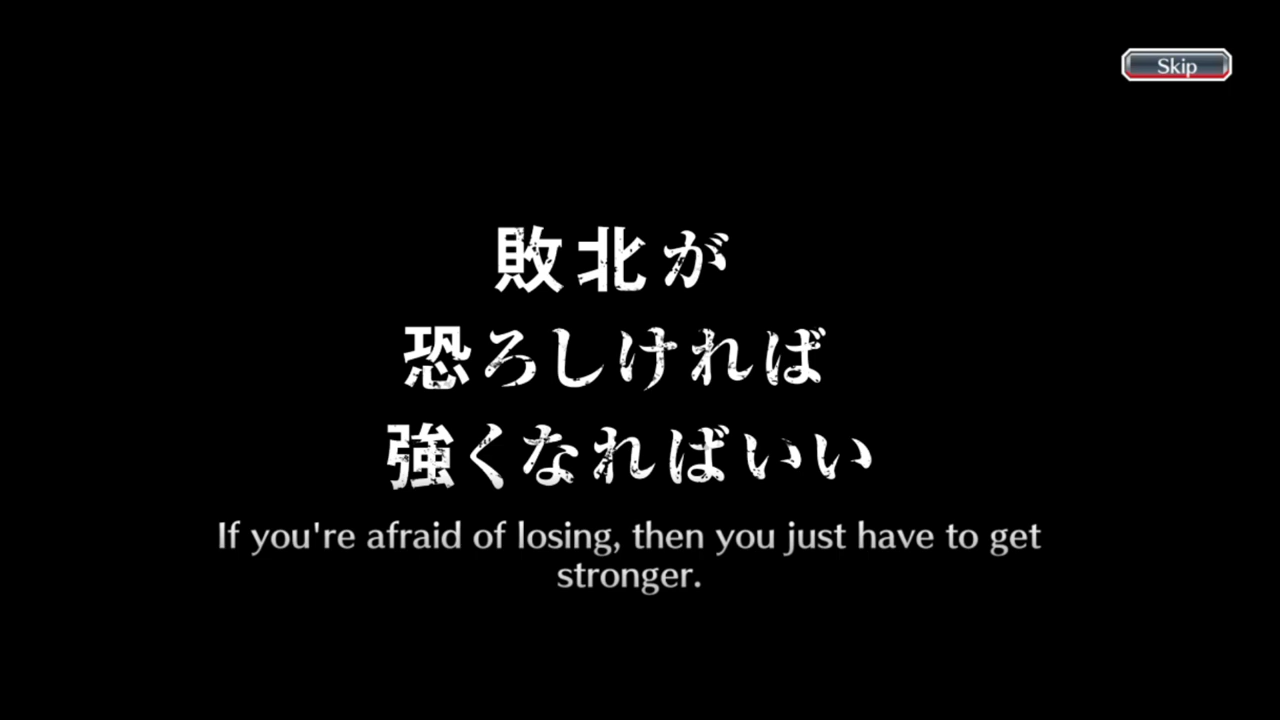 Skip
敗北が
恐ろしければ
強くなればいい
If you're afraid of losing, then you just have to get
stronger.